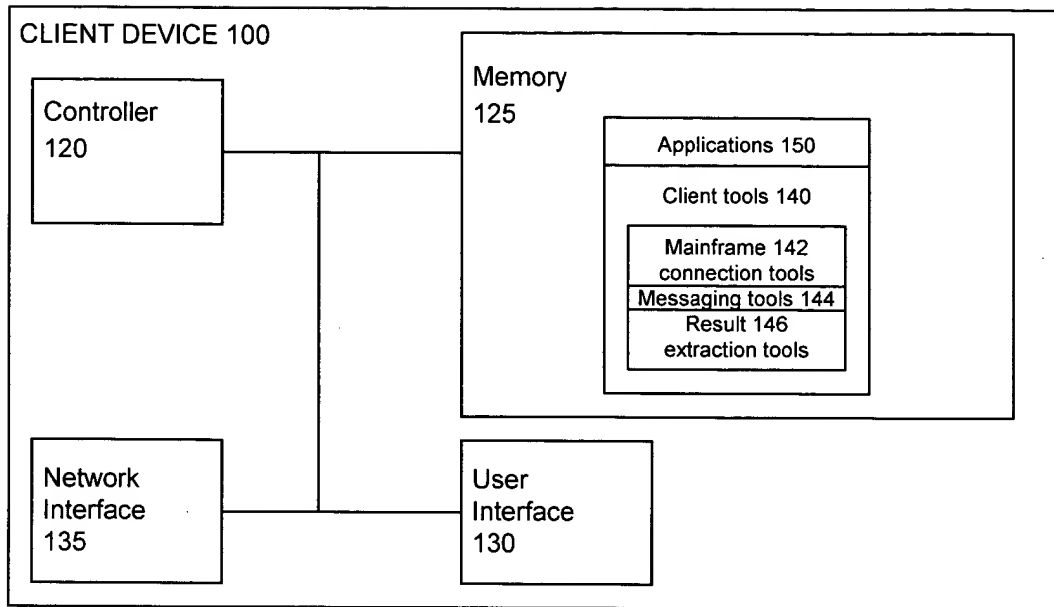 CLIENT DEVICE 100
Controller
120
Memory
125
Applications 150
Client tools 140
Mainframe 142
connection tools
Messaging tools 144
Result 146
extraction tools
Network
Interface
135
User
Interface
130